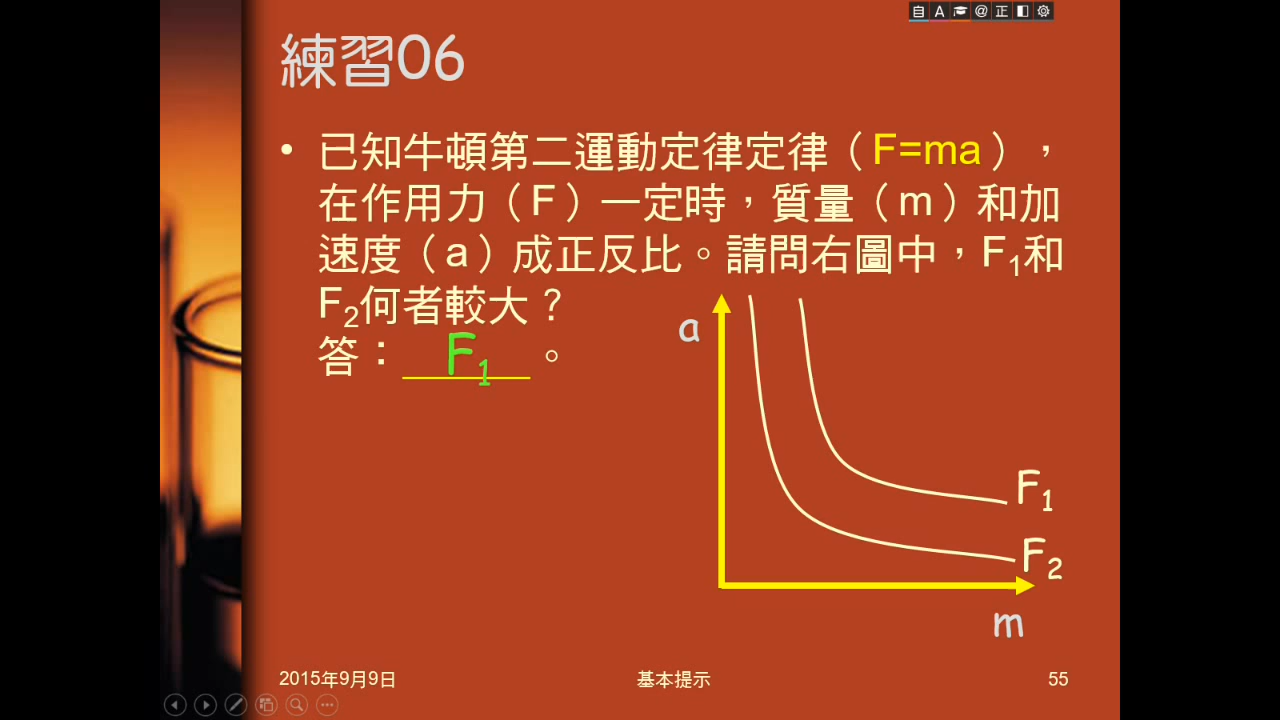 自 A @ 正
練習06
• 已知牛頓第二運動定律定律（F=ma），
在作用力（F）一定時，質量（m）和加
速度（a）成正反比。請問右圖中，F₁和
F₂何者較大？
答：F₁。
a
F₁
F₂
m
2015年9月9日 基本提示 55